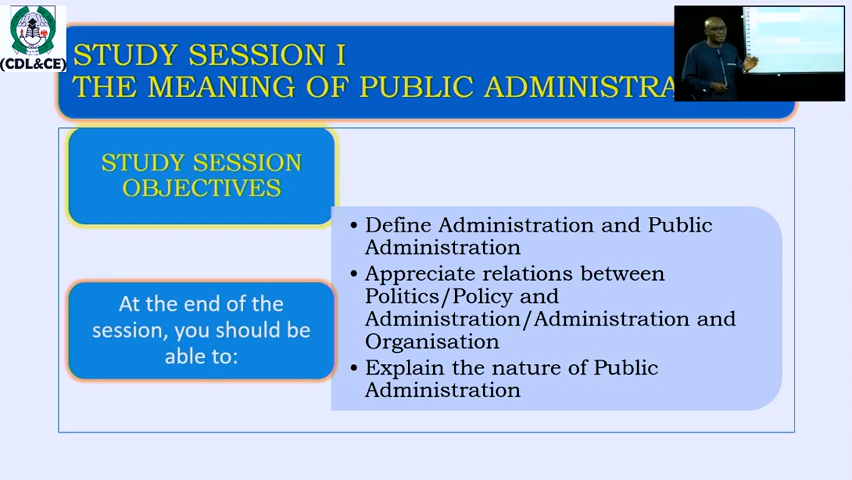 (CDL&CE)
STUDY SESSION I
THE MEANING OF PUBLIC ADMINISTRA
STUDY SESSION
OBJECTIVES
At the end of the
session, you should be
able to:
• Define Administration and Public
Administration
• Appreciate relations between
Politics/Policy and
Administration/Administration and
Organisation
• Explain the nature of Public
Administration